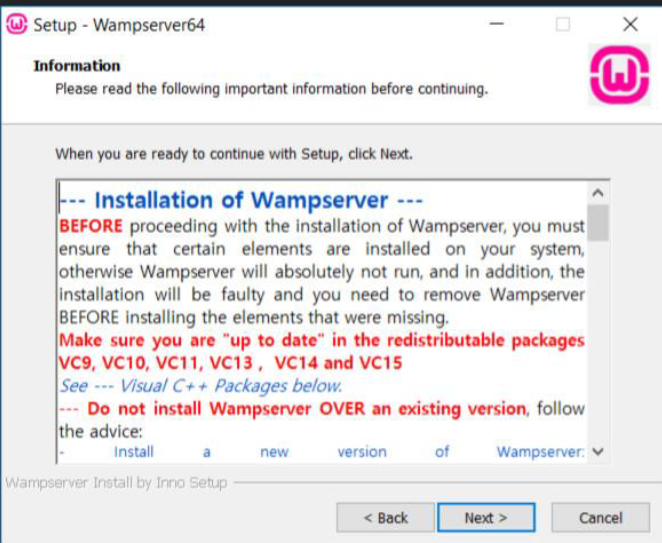 Setup - Wampserver64
Information
Please read the following important information before continuing.
When you are ready to continue with Setup, click Next.
--- Installation of Wampserver ---
BEFORE proceeding with the installation of Wampserver, you must
ensure that certain elements are installed on your system,
otherwise Wampserver will absolutely not run, and in addition, the
installation will be faulty and you need to remove Wampserver
BEFORE installing the elements that were missing.
Make sure you are "up to date" in the redistributable packages
VC9, VC10, VC11, VC13 , VC14 and VC15
See --- Visual C++ Packages below.
--- Do not install Wampserver OVER an existing version, follow
the advice:
- Install a new version of Wampserver:
Wampserver Install by Inno Setup
< Back Next > Cancel